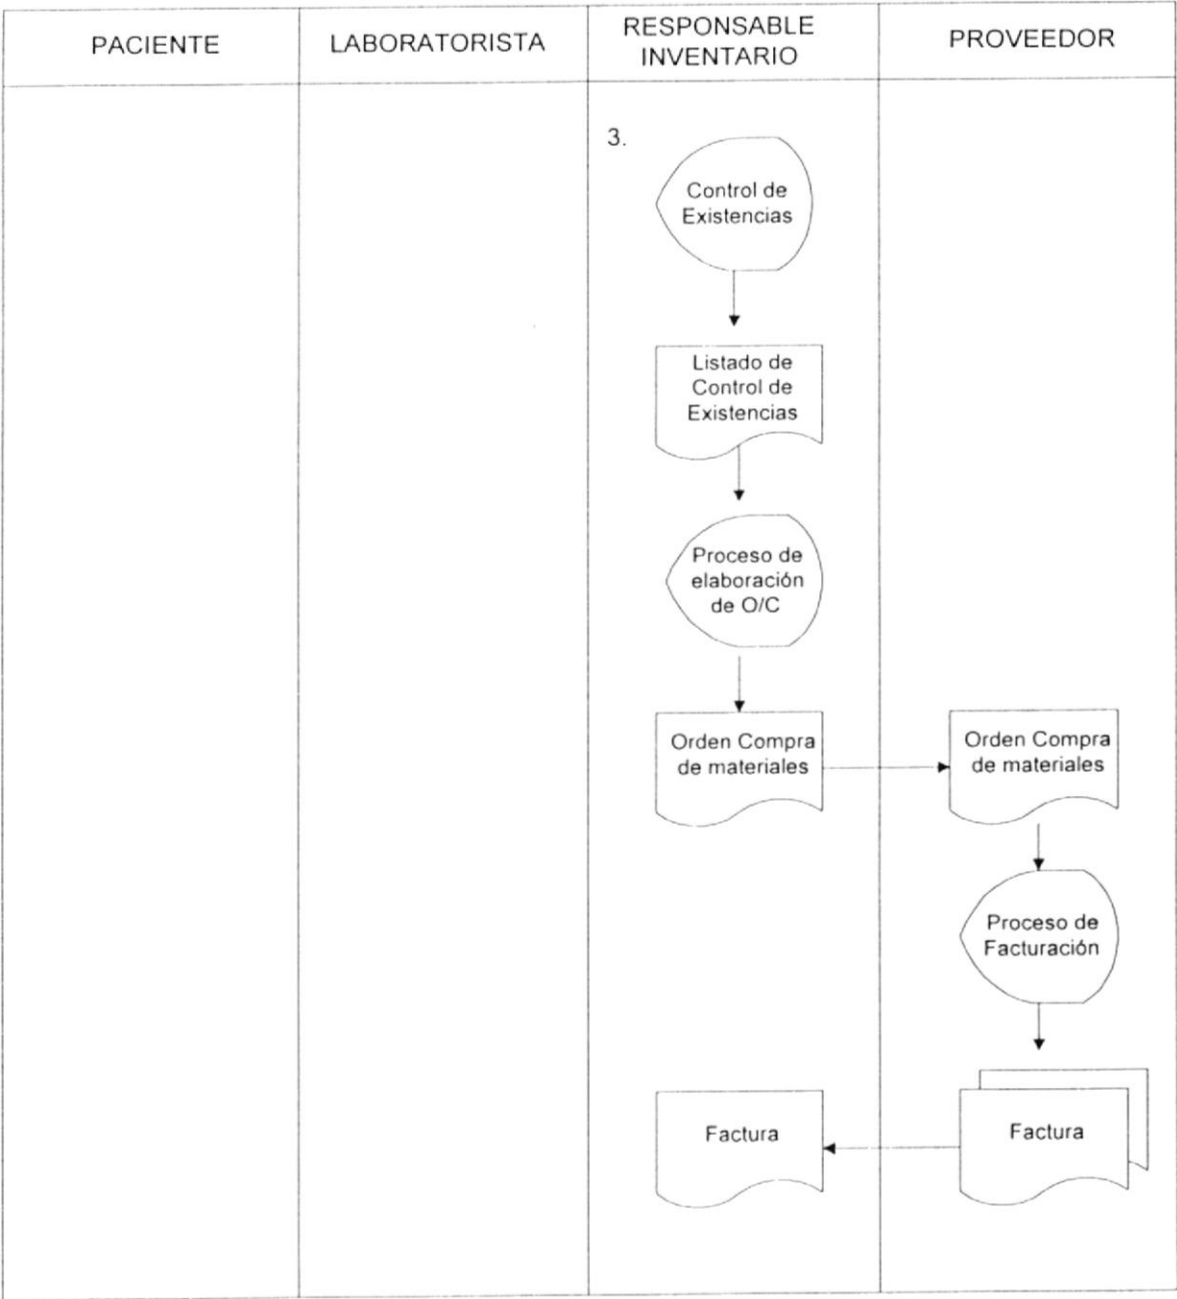 PACIENTE
LABORATORISTA
RESPONSABLE
INVENTARIO
PROVEEDOR
3.
Control de
Existencias
Listado de
Control de
Existencias
Proceso de
elaboración
de O/C
Orden Compra
de materiales
Orden Compra
de materiales
Proceso de
Facturación
Factura
Factura